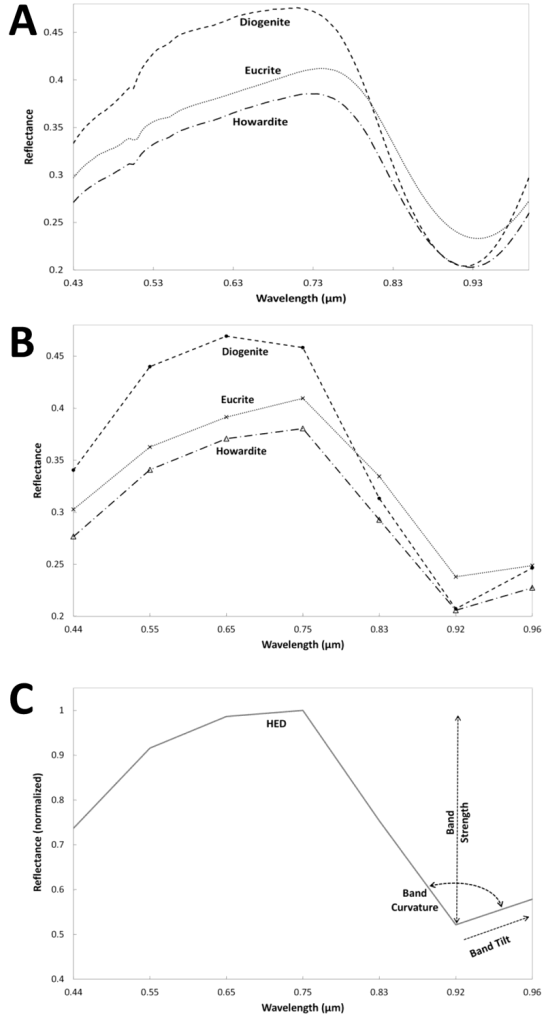 A
0.45
0.4
0.35
0.3
0.25
0.2
Reflectance
Diogenite
Eucrite
Howardite
0.43 0.53 0.63 0.73 0.83 0.93
Wavelength (μm)
B
0.45
0.4
0.35
0.3
0.25
0.2
Reflectance
Diogenite
Eucrite
Howardite
0.44 0.55 0.65 0.75 0.83 0.92 0.96
Wavelength (μm)
C
1
0.9
0.8
0.7
0.6
0.5
0.4
Reflectance (normalized)
HED
Band
Strength
Band
Curvature
Band Tilt
0.44 0.55 0.65 0.75 0.83 0.92 0.96
Wavelength (μm)